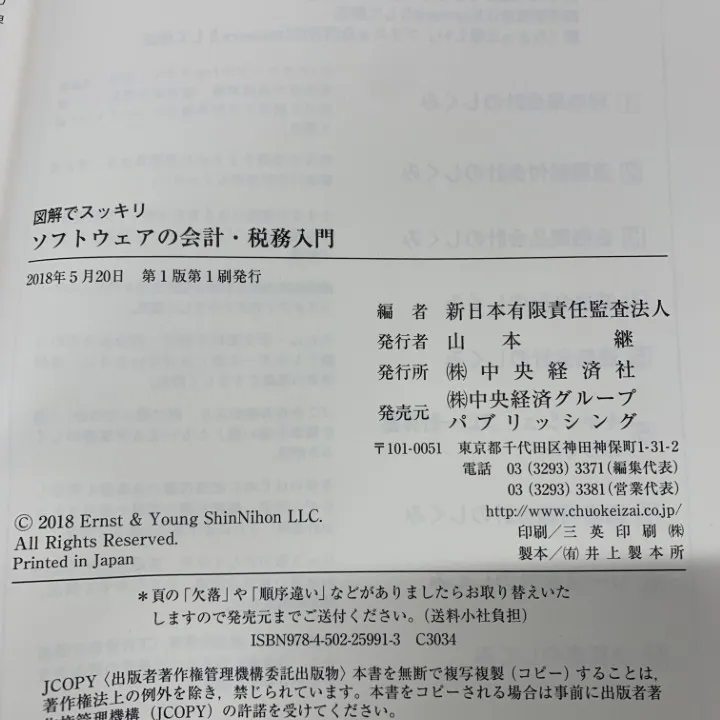 図解でスッキリ
ソフトウェアの会計・税務入門
2018年5月20日 第1版第1刷発行
編者 新日本有限責任監査法人
発行者 山本 継
発行所 ㈱中央経済社
発売元 ㈱中央経済グループ
パブリッシング
〒101-0051 東京都千代田区神田神保町1-31-2
電話 03(3293)3371(編集代表)
03(3293)3381(営業代表)
http://www.chuokeizai.co.jp/
印刷/三英印刷㈱
製本/㈲井上製本所
© 2018 Ernst & Young ShinNihon LLC.
All Rights Reserved.
Printed in Japan
*頁の「欠落」や「順序違い」などがありましたらお取り替えいた
しますので発売元までご送付ください。(送料小社負担)
ISBN978-4-502-25991-3 C3034
JCOPY〈出版者著作権管理機構委託出版物〉本書を無断で複写複製(コピー)することは,
著作権法上の例外を除き,禁じられています。本書をコピーされる場合は事前に出版者著
作権管理機構(JCOPY)の許諾を受けてください。